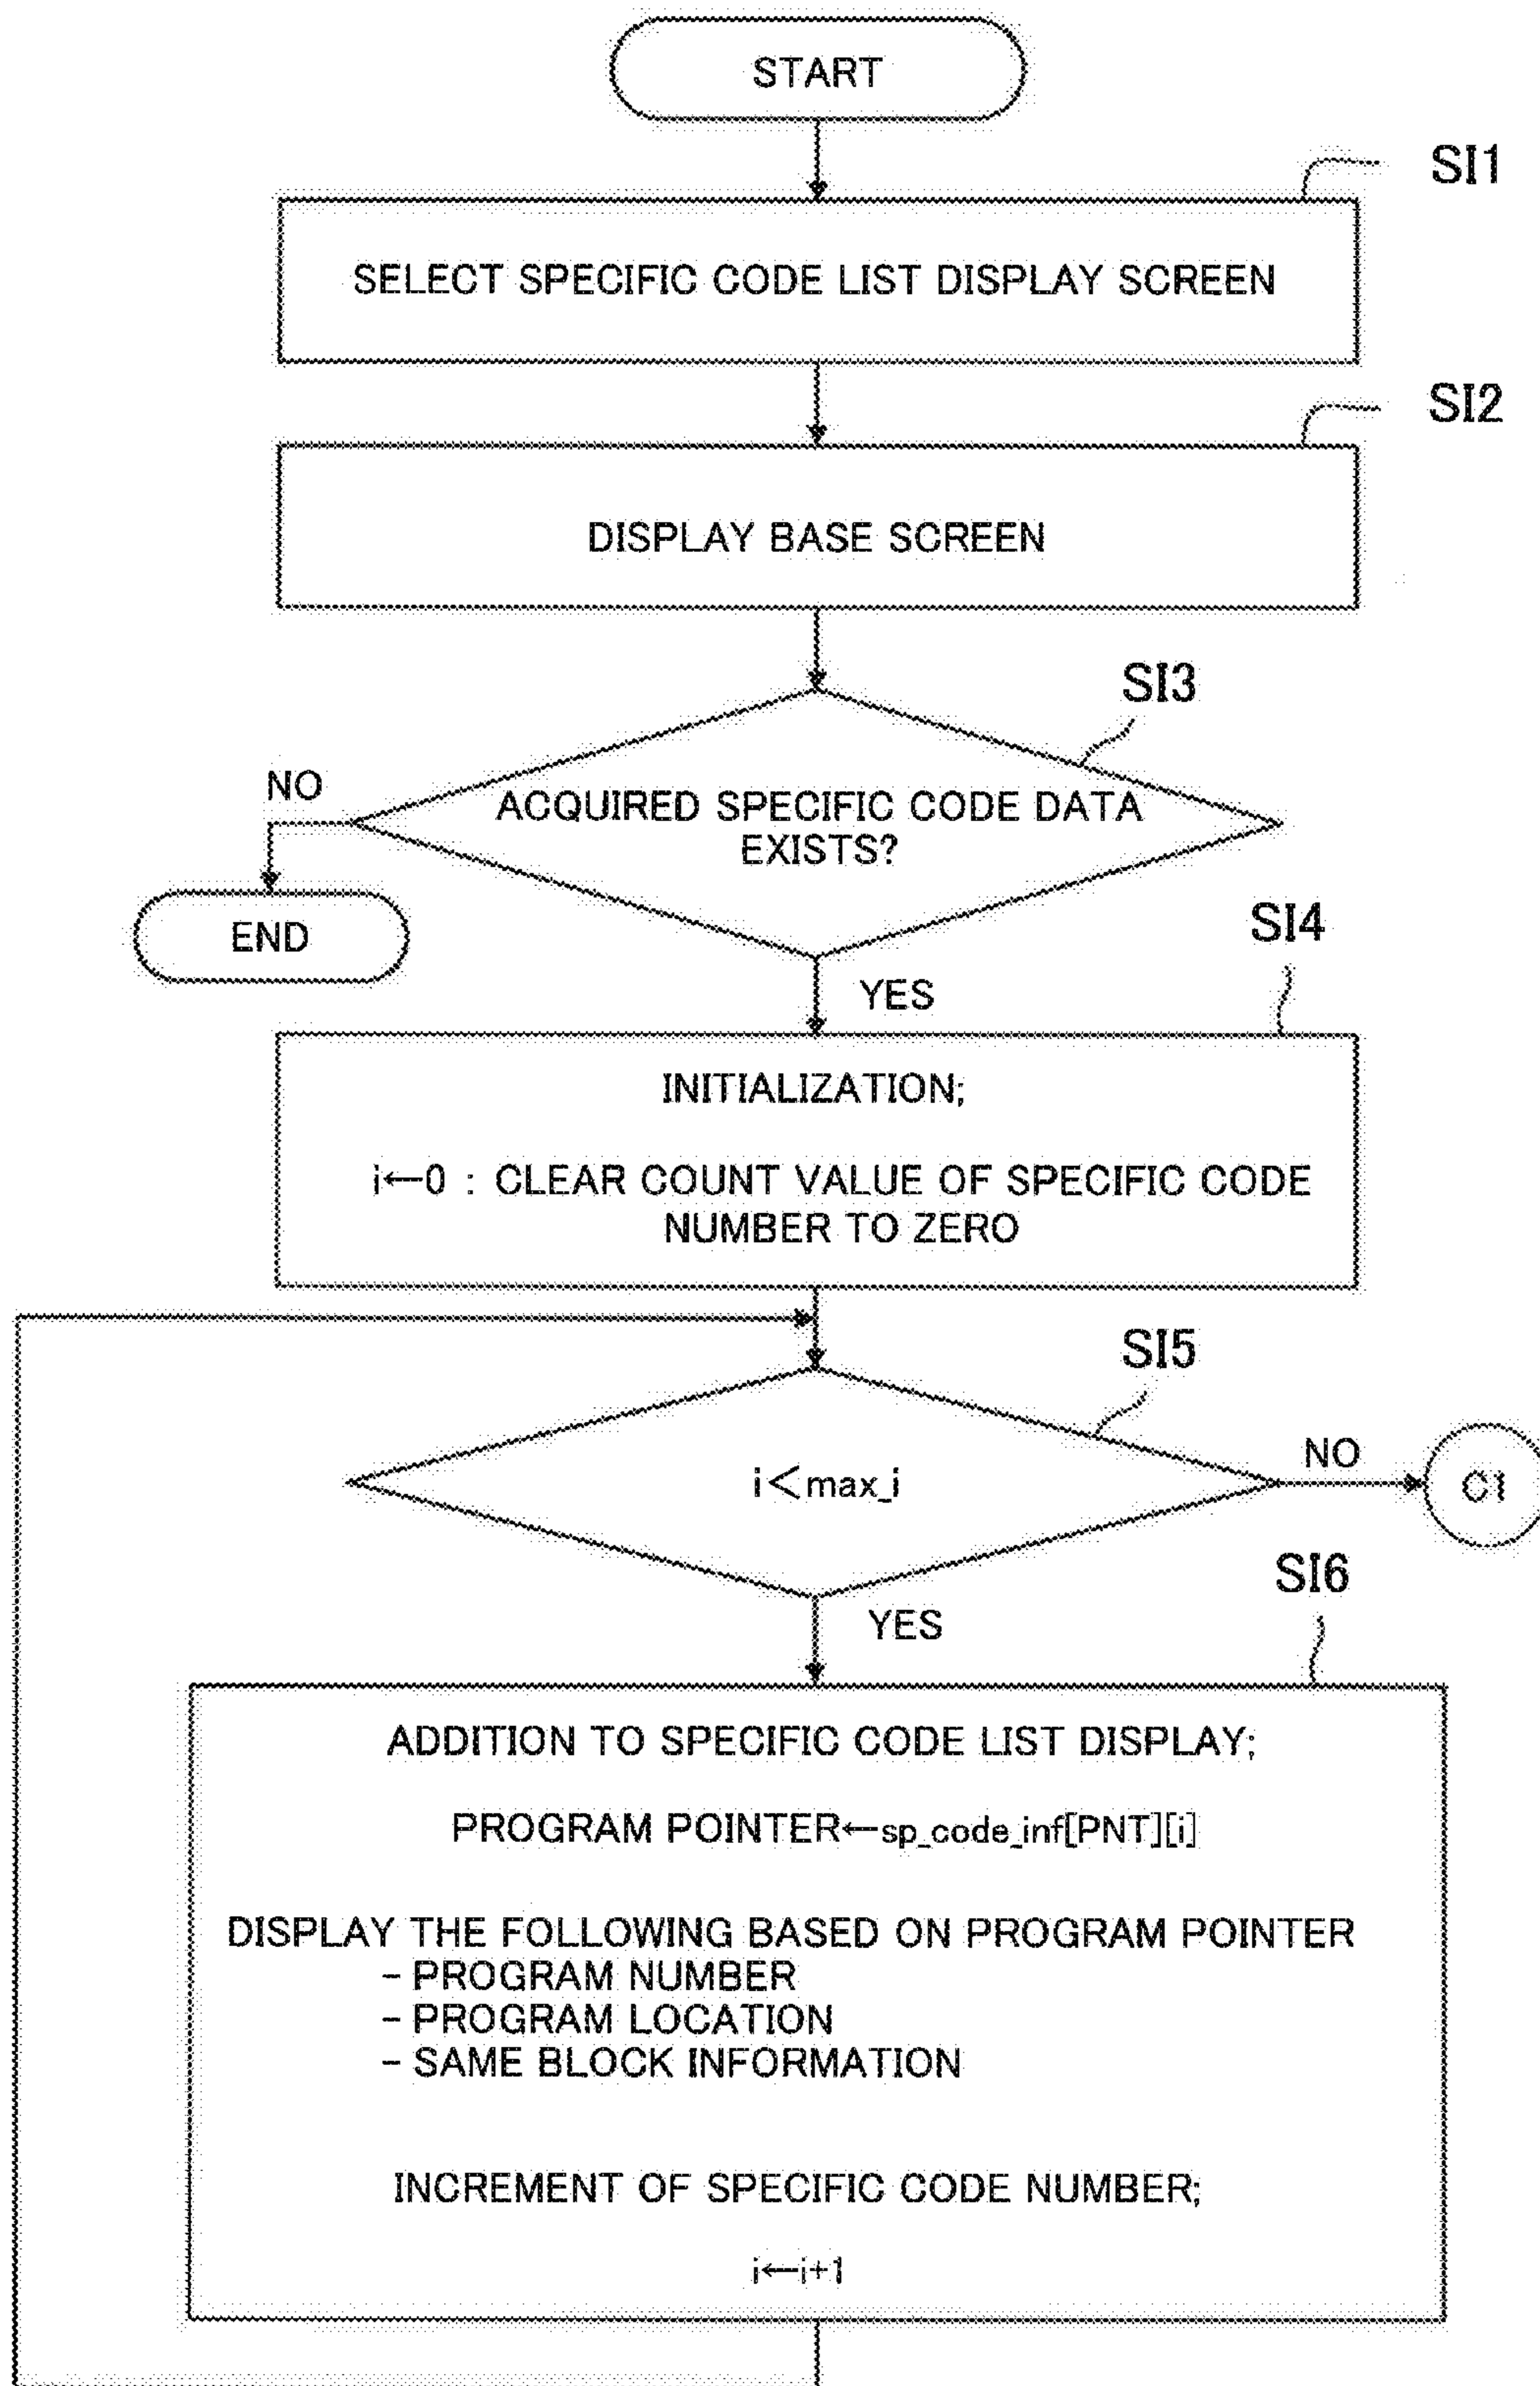 START
SI1
SELECT SPECIFIC CODE LIST DISPLAY SCREEN
SI2
DISPLAY BASE SCREEN
SI3
NO
ACQUIRED SPECIFIC CODE DATA
EXISTS?
END
SI4
YES
INITIALIZATION;
i←0 : CLEAR COUNT VALUE OF SPECIFIC CODE
NUMBER TO ZERO
SI5
i<max_i
NO
C1
SI6
YES
ADDITION TO SPECIFIC CODE LIST DISPLAY;
PROGRAM POINTER←sp_code_inf[PNT][i]
DISPLAY THE FOLLOWING BASED ON PROGRAM POINTER
- PROGRAM NUMBER
- PROGRAM LOCATION
- SAME BLOCK INFORMATION
INCREMENT OF SPECIFIC CODE NUMBER;
i←i+1